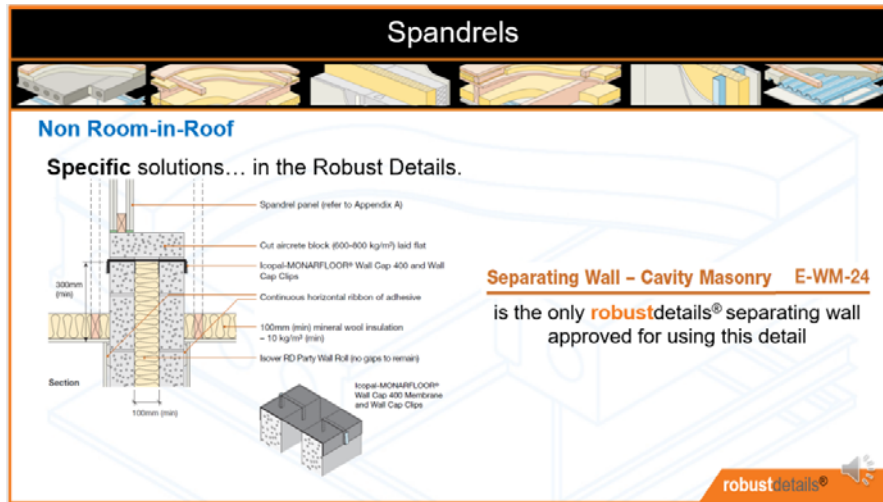 Spandrels
Non Room-in-Roof
Specific solutions... in the Robust Details.
Spandrel panel (refer to Appendix A)
Cut aircrete block (600-800 kg/m³) laid flat
Icopal-MONARFLOOR® Wall Cap 400 and Wall
Cap Clips
300mm
(min)
Continuous horizontal ribbon of adhesive
100mm (min) mineral wool insulation
– 10 kg/m³ (min)
Isover RD Party Wall Roll (no gaps to remain)
Section
100mm (min)
Icopal-MONARFLOOR®
Wall Cap 400 Membrane
and Wall Cap Clips
Separating Wall – Cavity Masonry E-WM-24
is the only robustdetails® separating wall
approved for using this detail
robustdetails®